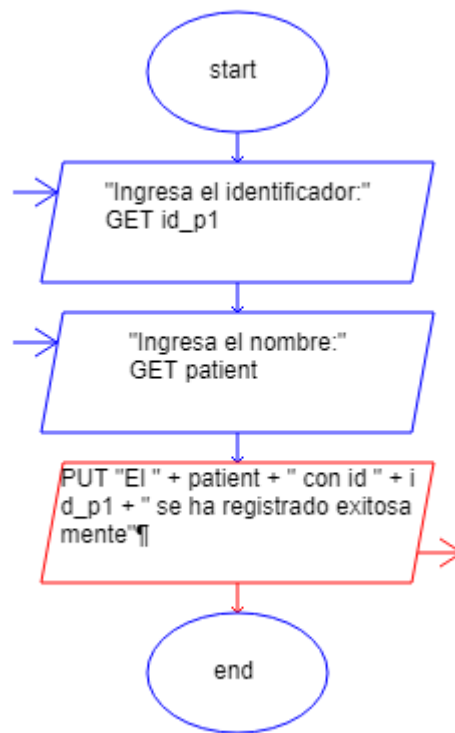 start
"Ingresa el identificador:"
GET id_p1
"Ingresa el nombre:"
GET patient
PUT "El " + patient + " con id " + i
d_p1 + " se ha registrado exitosa
mente"¶
end